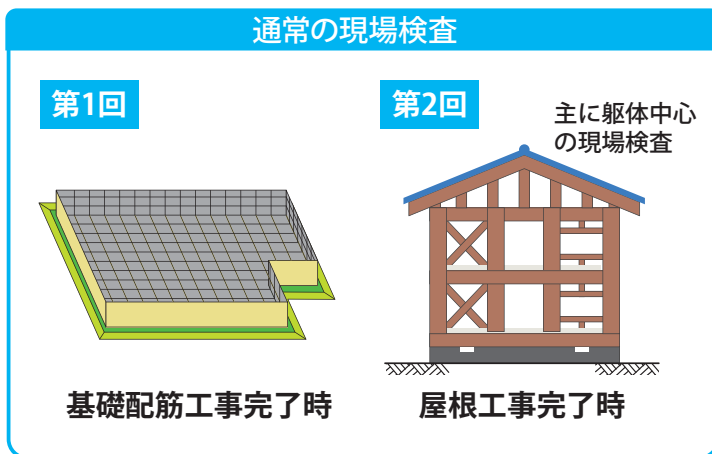 通常の現場検査
第1回
基礎配筋工事完了時
第2回
主に躯体中心
の現場検査
屋根工事完了時